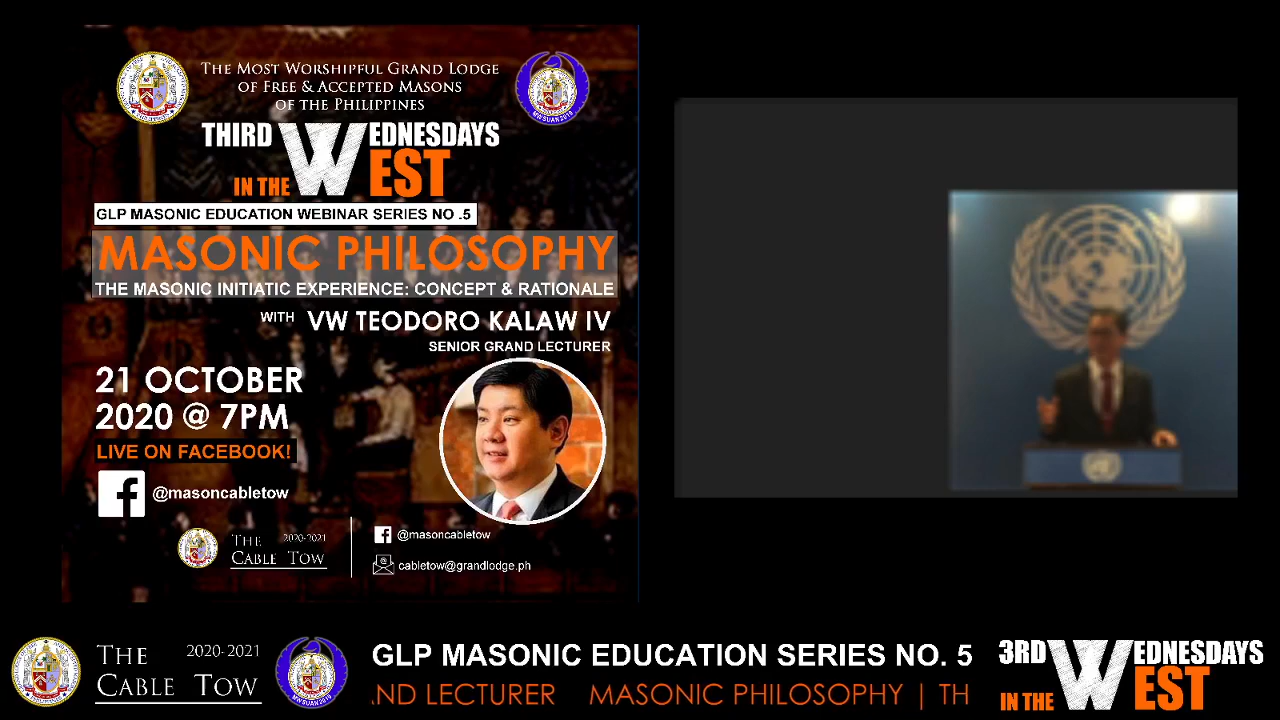 THE MOST WORSHIPFUL GRAND LODGE
OF FREE & ACCEPTED MASONS
OF THE PHILIPPINES
THIRD WEDNESDAYS
IN THE WEST
GLP MASONIC EDUCATION WEBINAR SERIES NO .5
MASONIC PHILOSOPHY
THE MASONIC INITIATIC EXPERIENCE: CONCEPT & RATIONALE
WITH VW TEODORO KALAW IV
SENIOR GRAND LECTURER
21 OCTOBER
2020 @ 7PM
LIVE ON FACEBOOK!
@masoncabletow
THE 2020-2021
CABLE TOW
@masoncabletow
cabletow@grandlodge.ph
THE 2020-2021
CABLE TOW
GLP MASONIC EDUCATION SERIES NO. 5
ND LECTURER MASONIC PHILOSOPHY | TH
3RD WEDNESDAYS
IN THE WEST